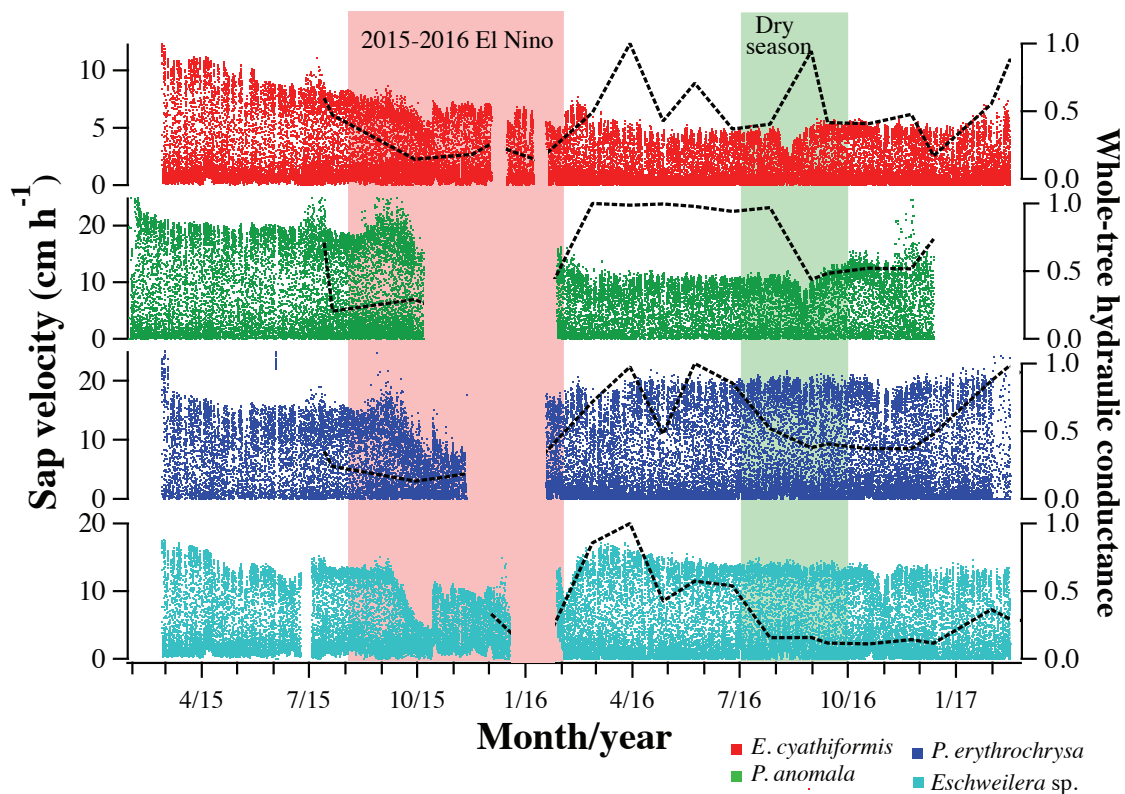 2015-2016 El Nino
Dry
season
10
5
0
1.0
0.5
0.0
20
10
0
1.0
0.5
0.0
20
10
0
1.0
0.5
0.0
20
10
0
1.0
0.5
0.0
Sap velocity (cm h-1)
Whole-tree hydraulic conductance
4/15 7/15 10/15 1/16 4/16 7/16 10/16 1/17
Month/year
E. cyathiformis
P. anomala
P. erythrochrysa
Eschweilera sp.